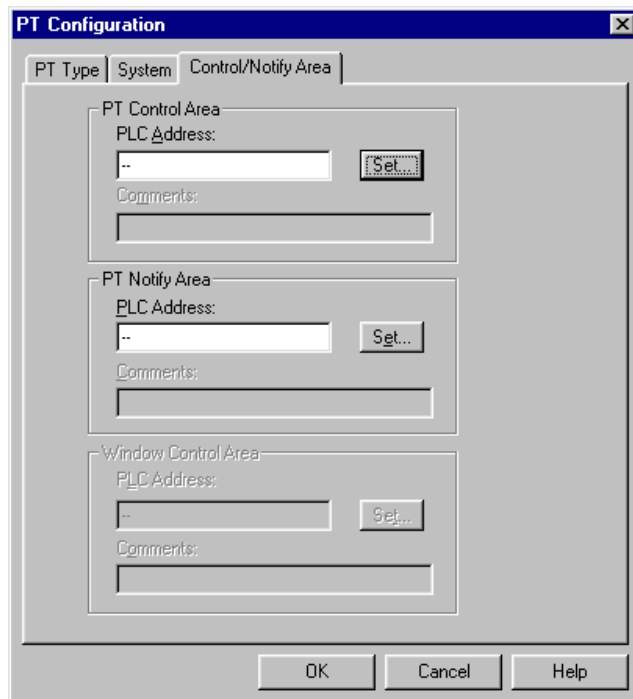 PT Configuration
PT Type System Control/Notify Area
PT Control Area
PLC Address:
-- Set...
Comments:
PT Notify Area
PLC Address:
-- Set...
Comments:
Window Control Area
PLC Address:
-- Set...
Comments:
OK Cancel Help